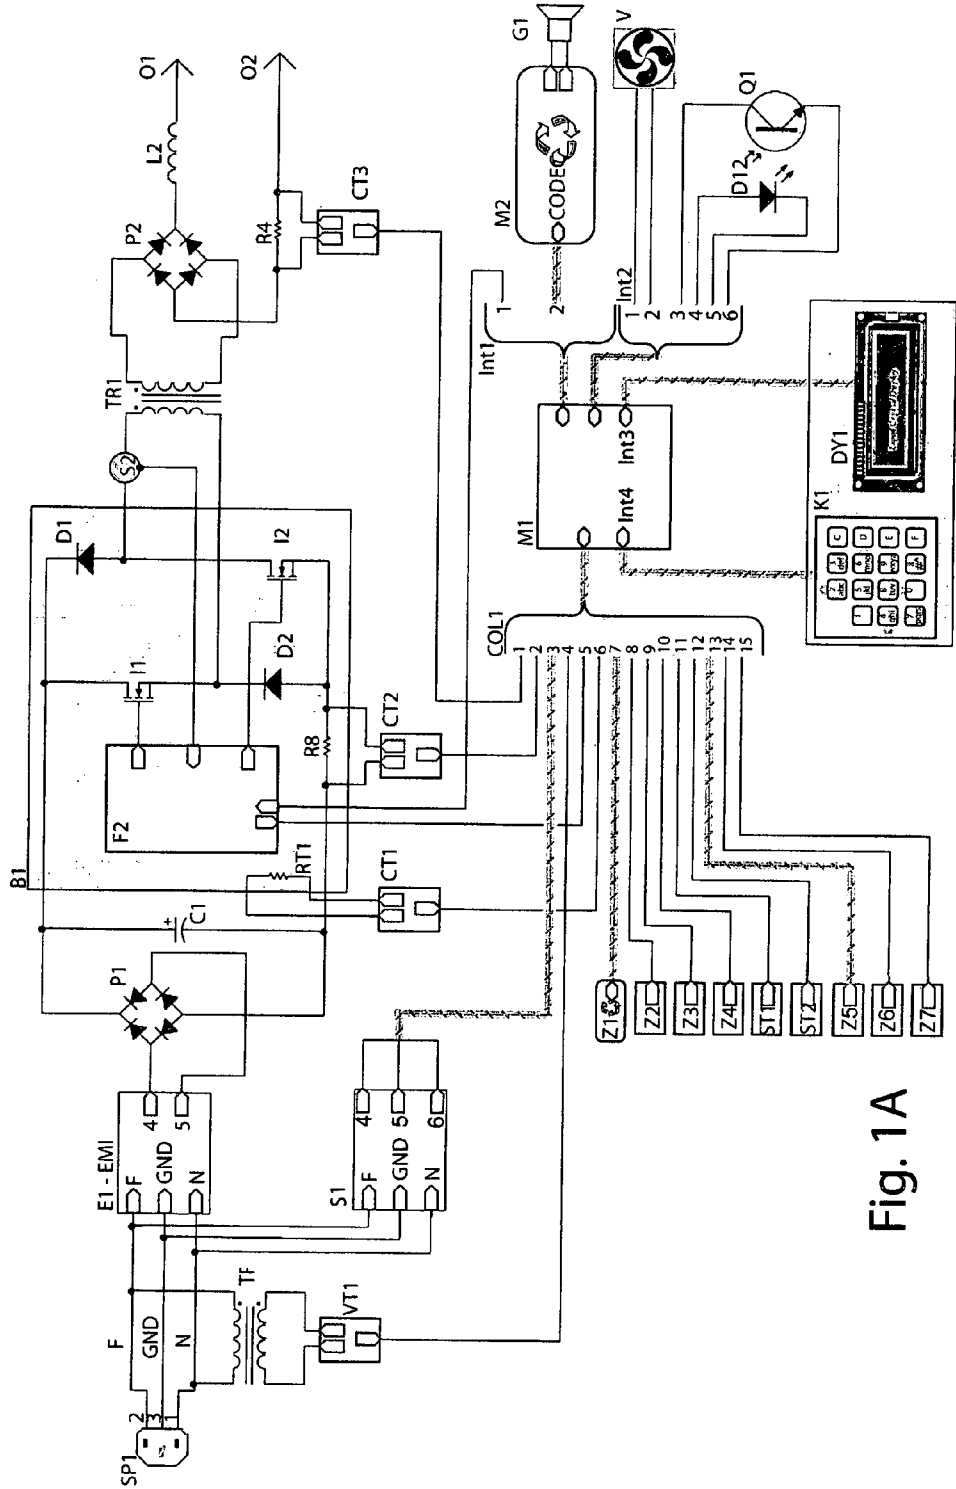 SP1
2
3
1
F
GND
N
TF
VT1
E1 - EMI
F
GND
N
4
5
S1
F
GND
N
4
5
6
P1
+
C1
B1
RT1
CT1
F2
I1
D1
I2
D2
R8
CT2
S2
TR1
P2
L2
O1
O2
R4
CT3
COL1
1
2
3
4
5
6
7
8
9
10
11
12
13
14
15
Z1
Z2
Z3
Z4
ST1
ST2
Z5
Z6
Z7
M1
Int4
Int3
Int1
1
2
Int2
1
2
3
4
5
6
M2
CODEC
G1
V
Q1
D12
K1
C
D
E
F
DY1
Fig. 1A